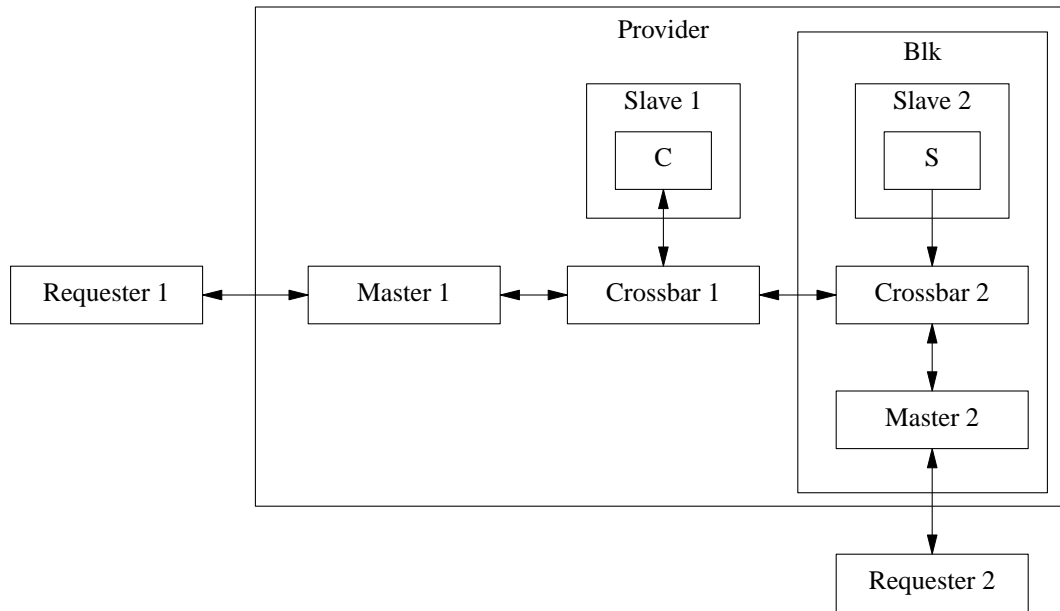 Provider
Blk
Slave 1
Slave 2
C
S
Requester 1
Master 1
Crossbar 1
Crossbar 2
Master 2
Requester 2